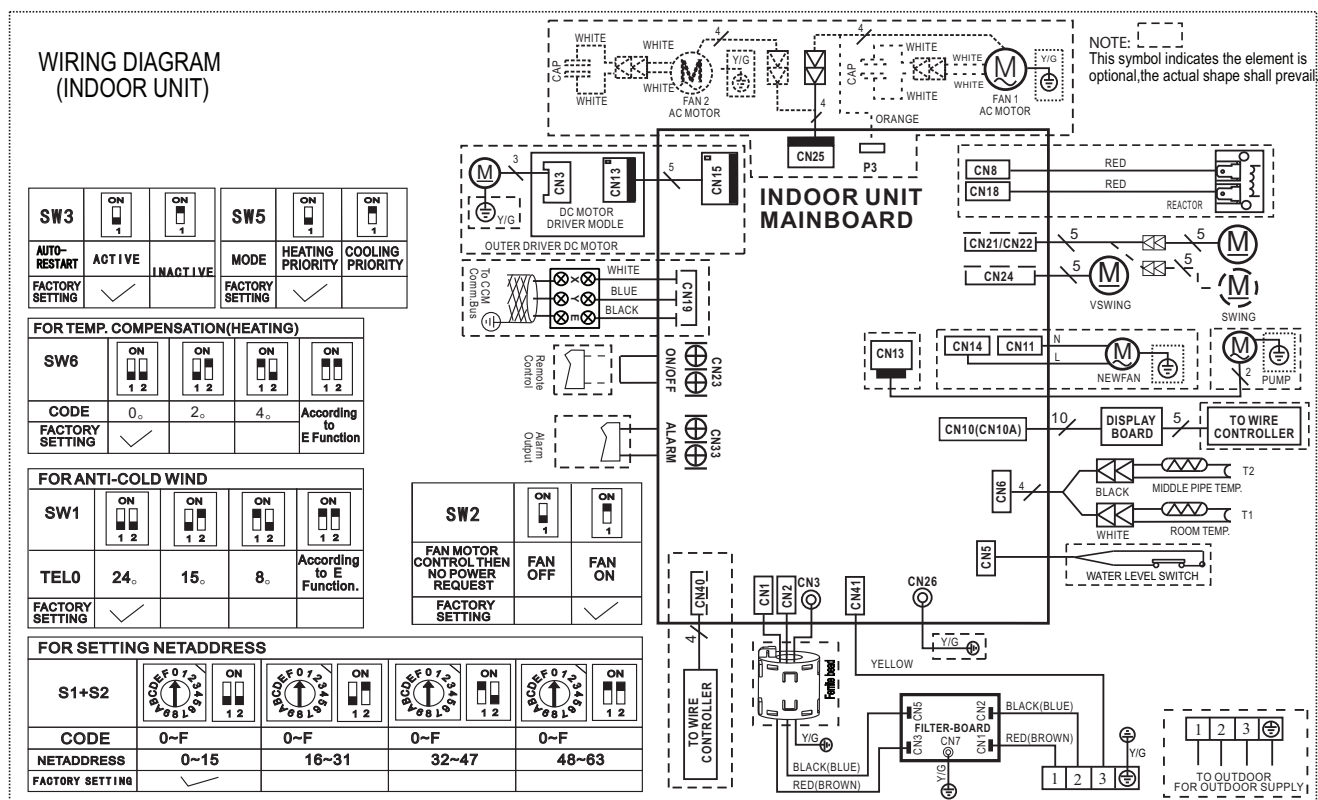 WIRING DIAGRAM
(INDOOR UNIT)
NOTE:
This symbol indicates the element is
optional,the actual shape shall prevail
4
WHITE
WHITE
CAP
WHITE
WHITE
M
Y/G
FAN 2
AC MOTOR
4
4
CAP
WHITE
WHITE
WHITE
WHITE
M
Y/G
FAN 1
AC MOTOR
ORANGE
CN25
P3
INDOOR UNIT
MAINBOARD
M
3
Y/G
CN3
CN13
DC MOTOR
DRIVER MODLE
5
CN15
OUTER DRIVER DC MOTOR
To CCM
Comm.Bus
X
Y
E
WHITE
BLUE
BLACK
CN19
Remote
Control
ON/OFF
CN23
Alarm
Output
ALARM
CN33
CN8
RED
CN18
RED
REACTOR
CN21/CN22
5
5
M
CN24
5
M
VSWING
5
M
SWING
CN13
CN14
CN11
N
L
M
NEWFAN
M
2
PUMP
CN10(CN10A)
10
DISPLAY
BOARD
5
TO WIRE
CONTROLLER
CN6
4
BLACK
T2
MIDDLE PIPE TEMP.
WHITE
T1
ROOM TEMP.
CN5
WATER LEVEL SWITCH
SW3
ON
1
ON
1
AUTO-
RESTART
ACTIVE
INACTIVE
FACTORY
SETTING
SW5
ON
1
ON
1
MODE
HEATING
PRIORITY
COOLING
PRIORITY
FACTORY
SETTING
FOR TEMP. COMPENSATION(HEATING)
SW6
ON
1 2
ON
1 2
ON
1 2
ON
1 2
CODE
0。
2。
4。
According
to
E Function
FACTORY
SETTING
FOR ANTI-COLD WIND
SW1
ON
1 2
ON
1 2
ON
1 2
ON
1 2
TEL0
24。
15。
8。
According
to E
Function.
FACTORY
SETTING
SW2
ON
1
ON
1
FAN MOTOR
CONTROL THEN
NO POWER
REQUEST
FAN
OFF
FAN
ON
FACTORY
SETTING
FOR SETTING NETADDRESS
S1+S2
0123456789ABCDEF
ON
1 2
0123456789ABCDEF
ON
1 2
0123456789ABCDEF
ON
1 2
0123456789ABCDEF
ON
1 2
CODE
0~F
0~F
0~F
0~F
NETADDRESS
0~15
16~31
32~47
48~63
FACTORY SETTING
CN40
4
TO WIRE
CONTROLLER
CN1
CN2
CN3
CN41
CN26
Y/G
Ferrite bead
Y/G
YELLOW
BLACK(BLUE)
RED(BROWN)
CN5
CN3
FILTER-BOARD
CN7
CN2
CN1
Y/G
BLACK(BLUE)
RED(BROWN)
1 2 3
Y/G
1 2 3
TO OUTDOOR
FOR OUTDOOR SUPPLY